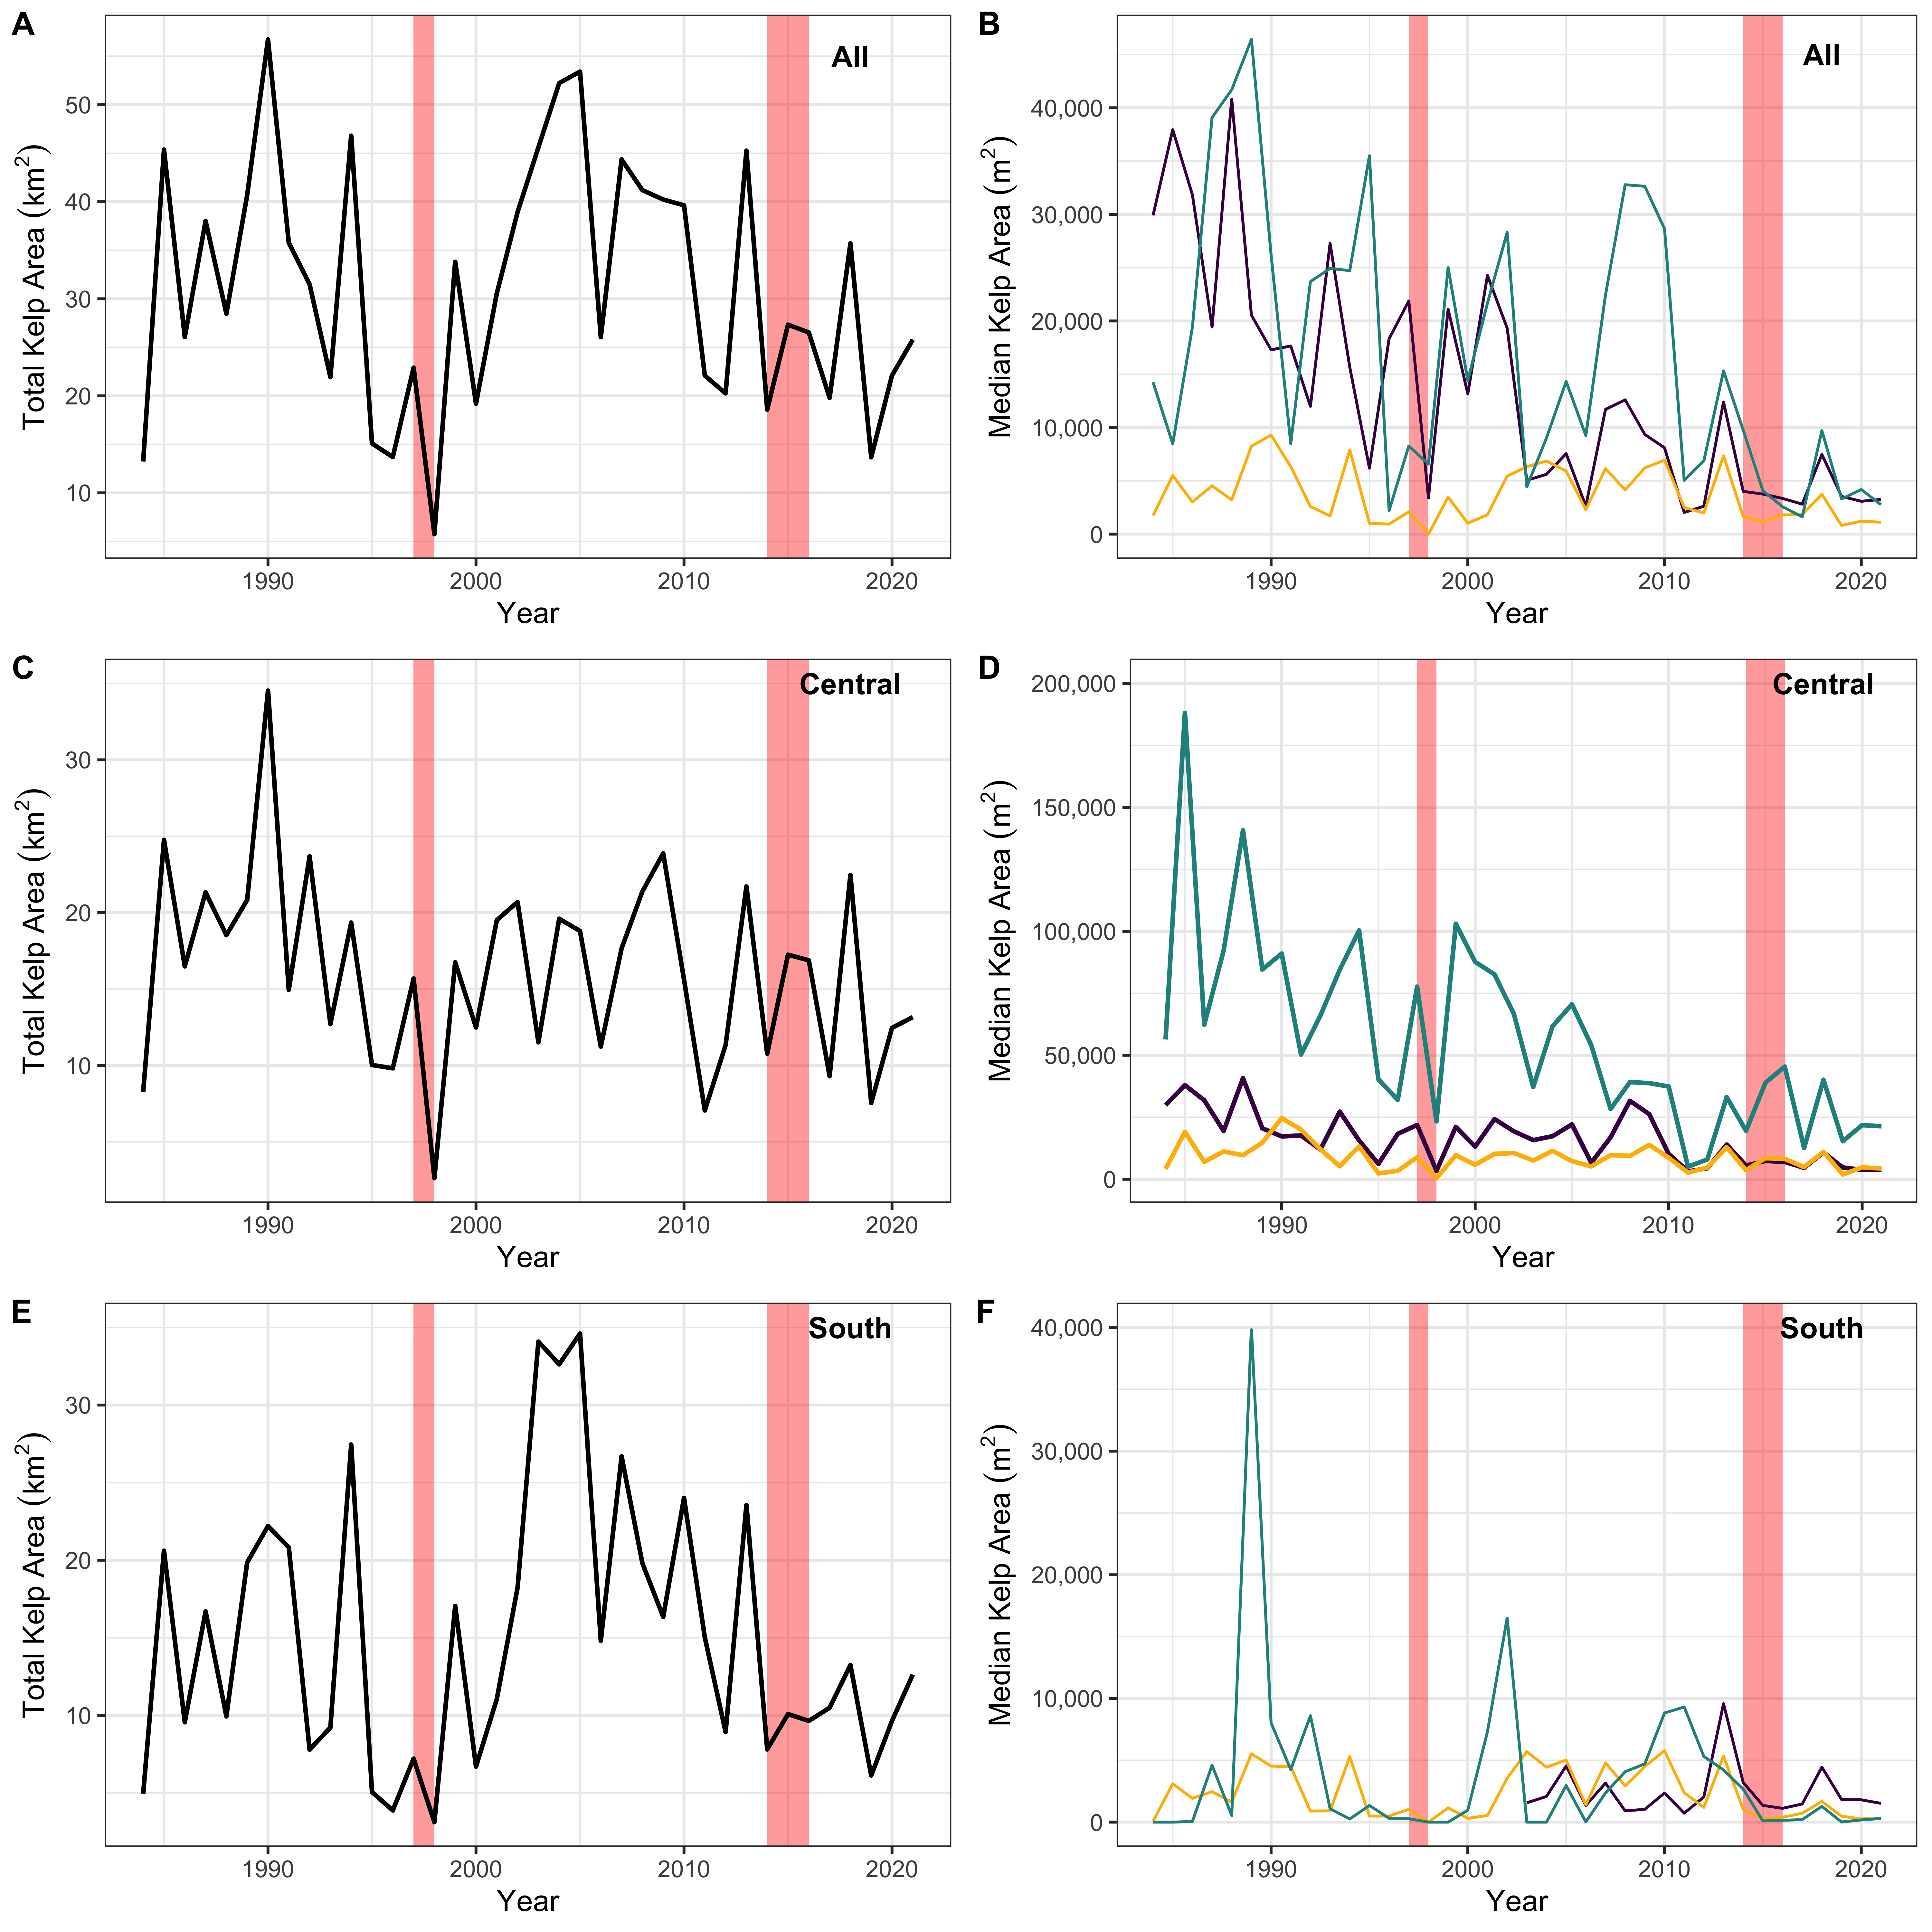 A
All
Total Kelp Area (km²)
50
40
30
20
10
1990 2000 2010 2020
Year
B
All
Median Kelp Area (m²)
40,000
30,000
20,000
10,000
0
1990 2000 2010 2020
Year
C
Central
Total Kelp Area (km²)
30
20
10
1990 2000 2010 2020
Year
D
Central
Median Kelp Area (m²)
200,000
150,000
100,000
50,000
0
1990 2000 2010 2020
Year
E
South
Total Kelp Area (km²)
30
20
10
1990 2000 2010 2020
Year
F
South
Median Kelp Area (m²)
40,000
30,000
20,000
10,000
0
1990 2000 2010 2020
Year